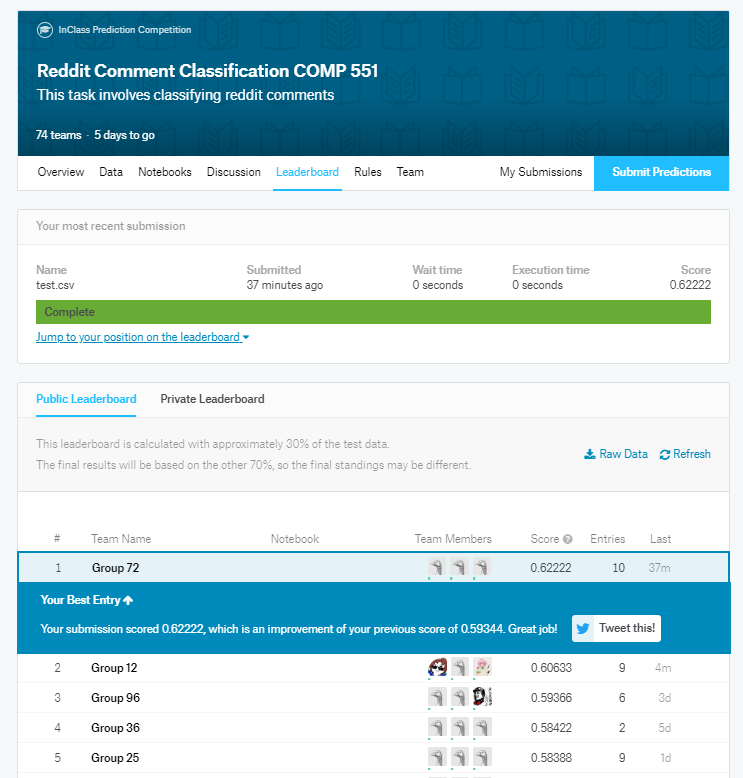 InClass Prediction Competition
Reddit Comment Classification COMP 551
This task involves classifying reddit comments
74 teams · 5 days to go
Overview Data Notebooks Discussion Leaderboard Rules Team My Submissions Submit Predictions
Your most recent submission
Name Submitted Wait time Execution time Score
test.csv 37 minutes ago 0 seconds 0 seconds 0.62222
Complete
Jump to your position on the leaderboard
Public Leaderboard Private Leaderboard
This leaderboard is calculated with approximately 30% of the test data.
The final results will be based on the other 70%, so the final standings may be different.
Raw Data Refresh
# Team Name Notebook Team Members Score Entries Last
1 Group 72 0.62222 10 37m
Your Best Entry
Your submission scored 0.62222, which is an improvement of your previous score of 0.59344. Great job! Tweet this!
2 Group 12 0.60633 9 4m
3 Group 96 0.59366 6 3d
4 Group 36 0.58422 2 5d
5 Group 25 0.58388 9 1d